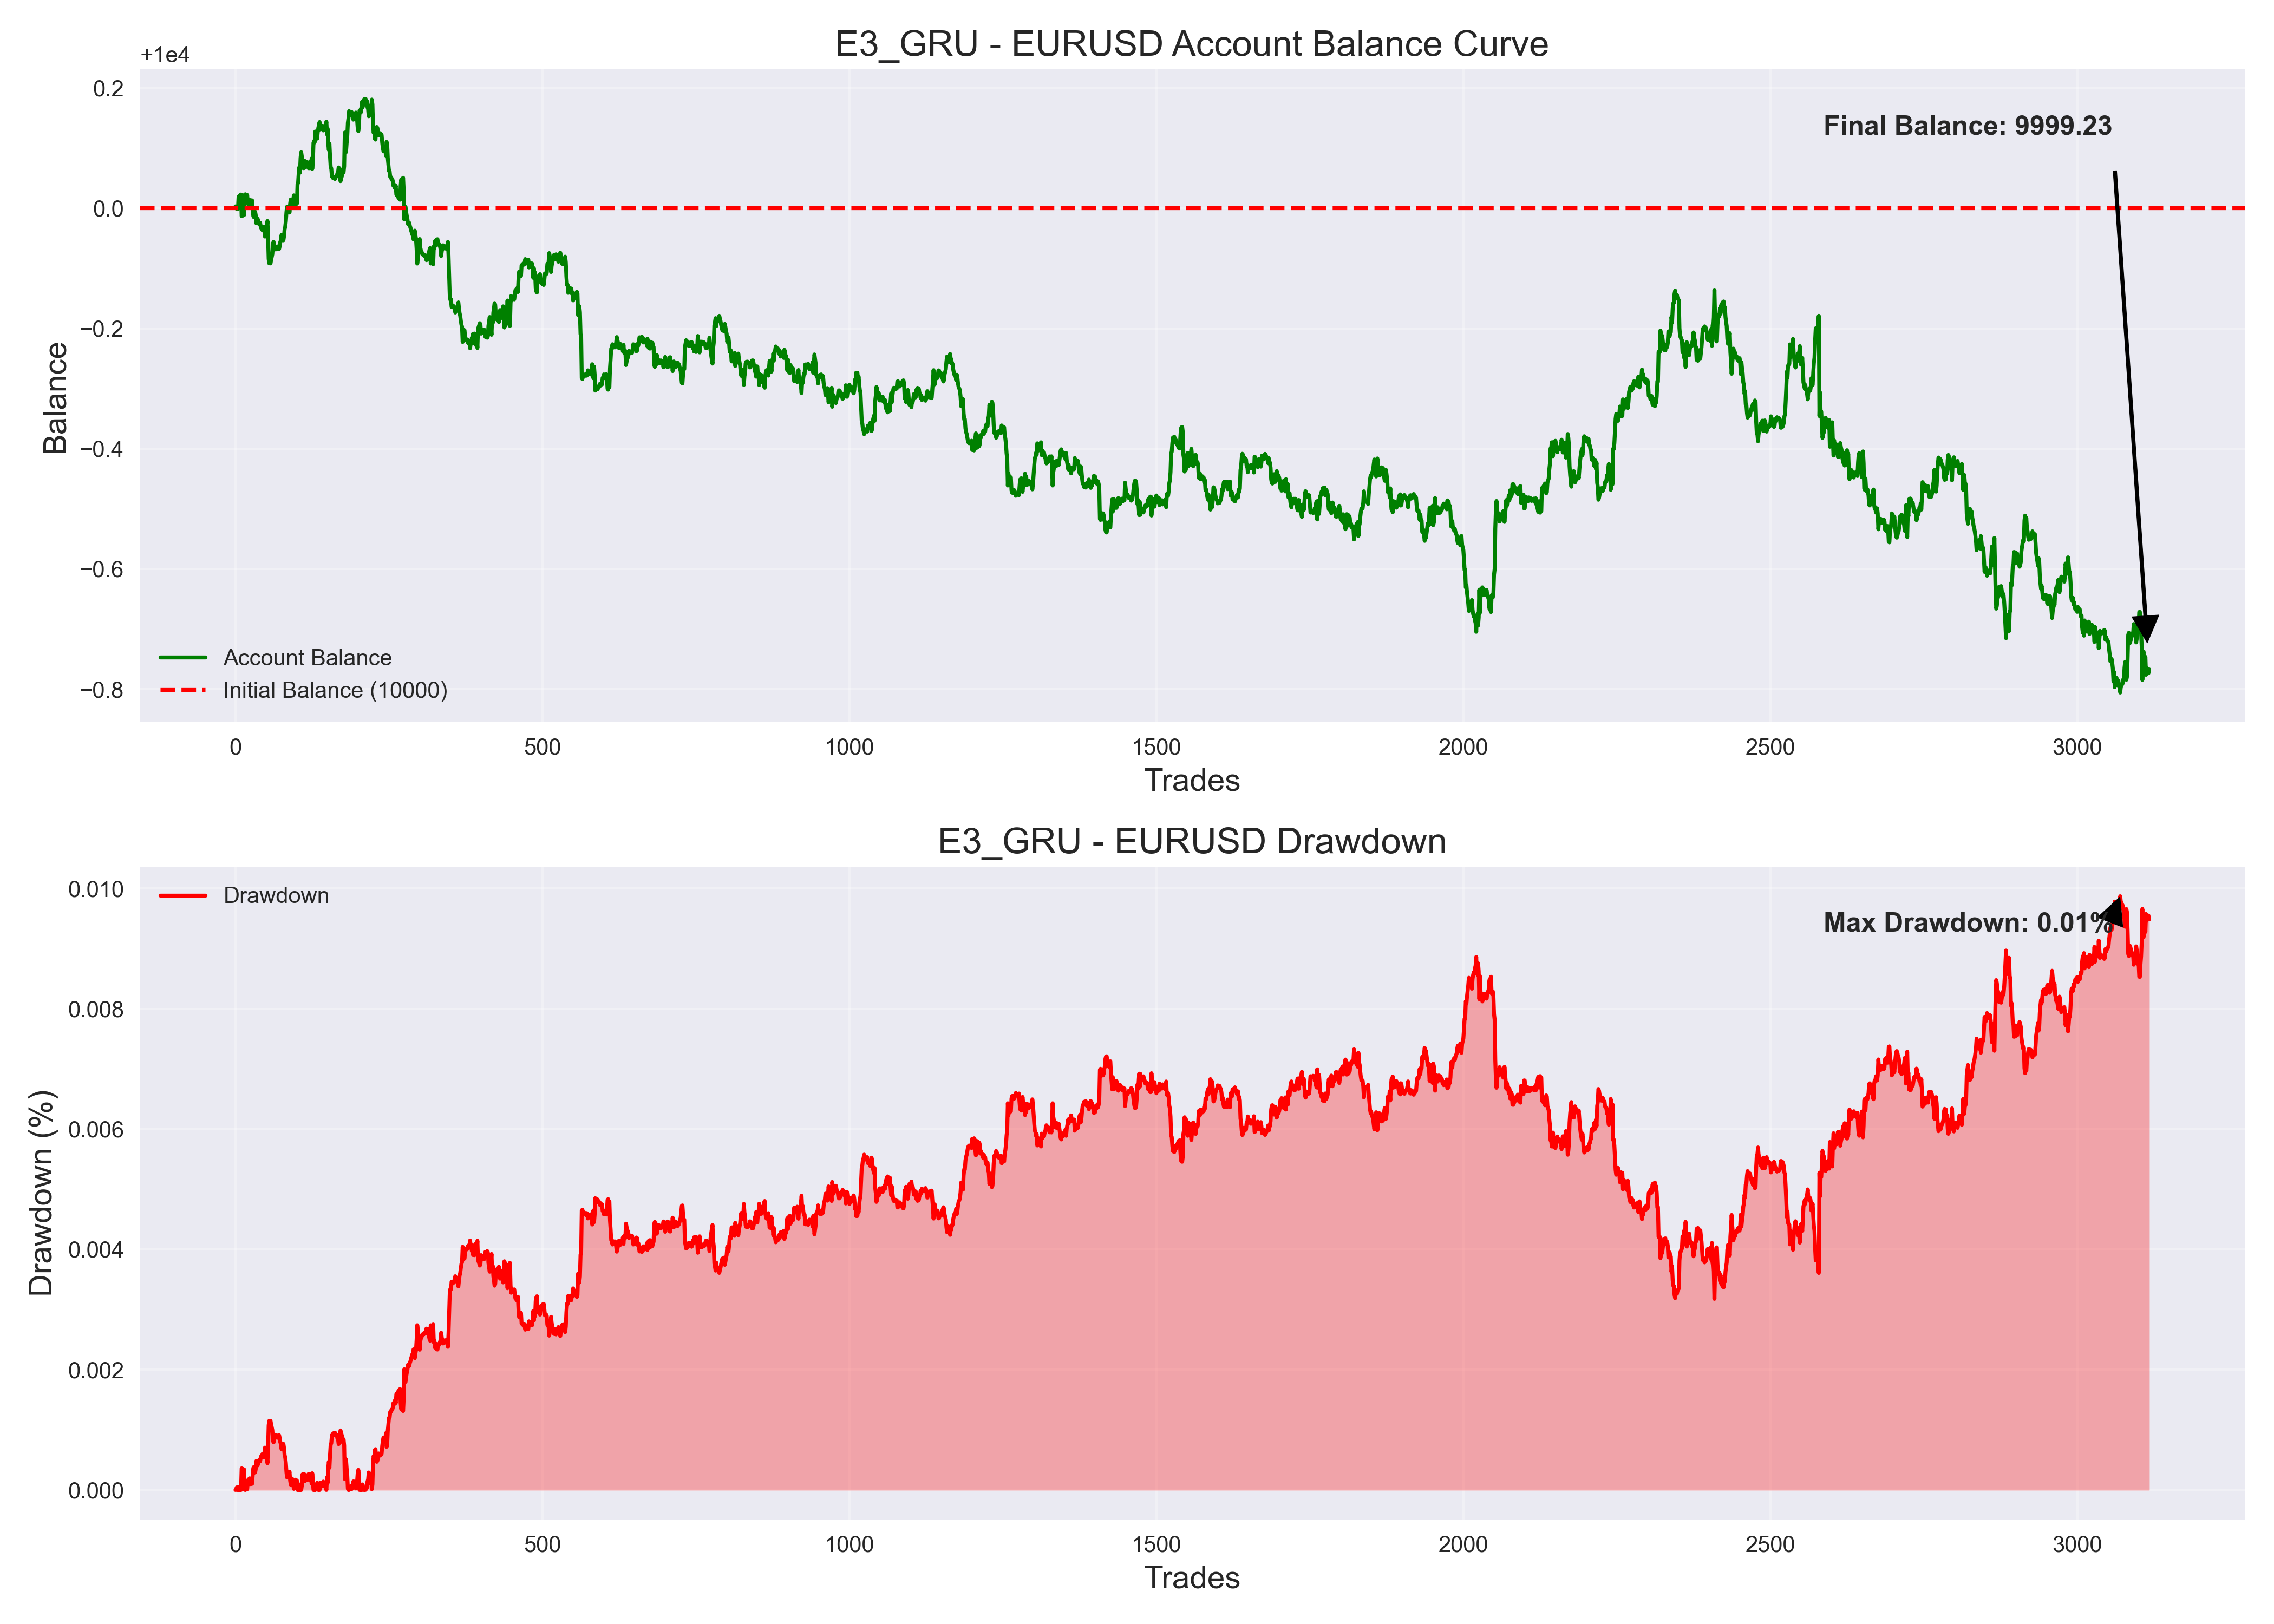 E3_GRU - EURUSD Account Balance Curve
+1e4
0.2
0.0
−0.2
−0.4
−0.6
−0.8
Balance
Final Balance: 9999.23
Account Balance
Initial Balance (10000)
0 500 1000 1500 2000 2500 3000
Trades
E3_GRU - EURUSD Drawdown
0.010
0.008
0.006
0.004
0.002
0.000
Drawdown (%)
Drawdown
Max Drawdown: 0.01%
0 500 1000 1500 2000 2500 3000
Trades